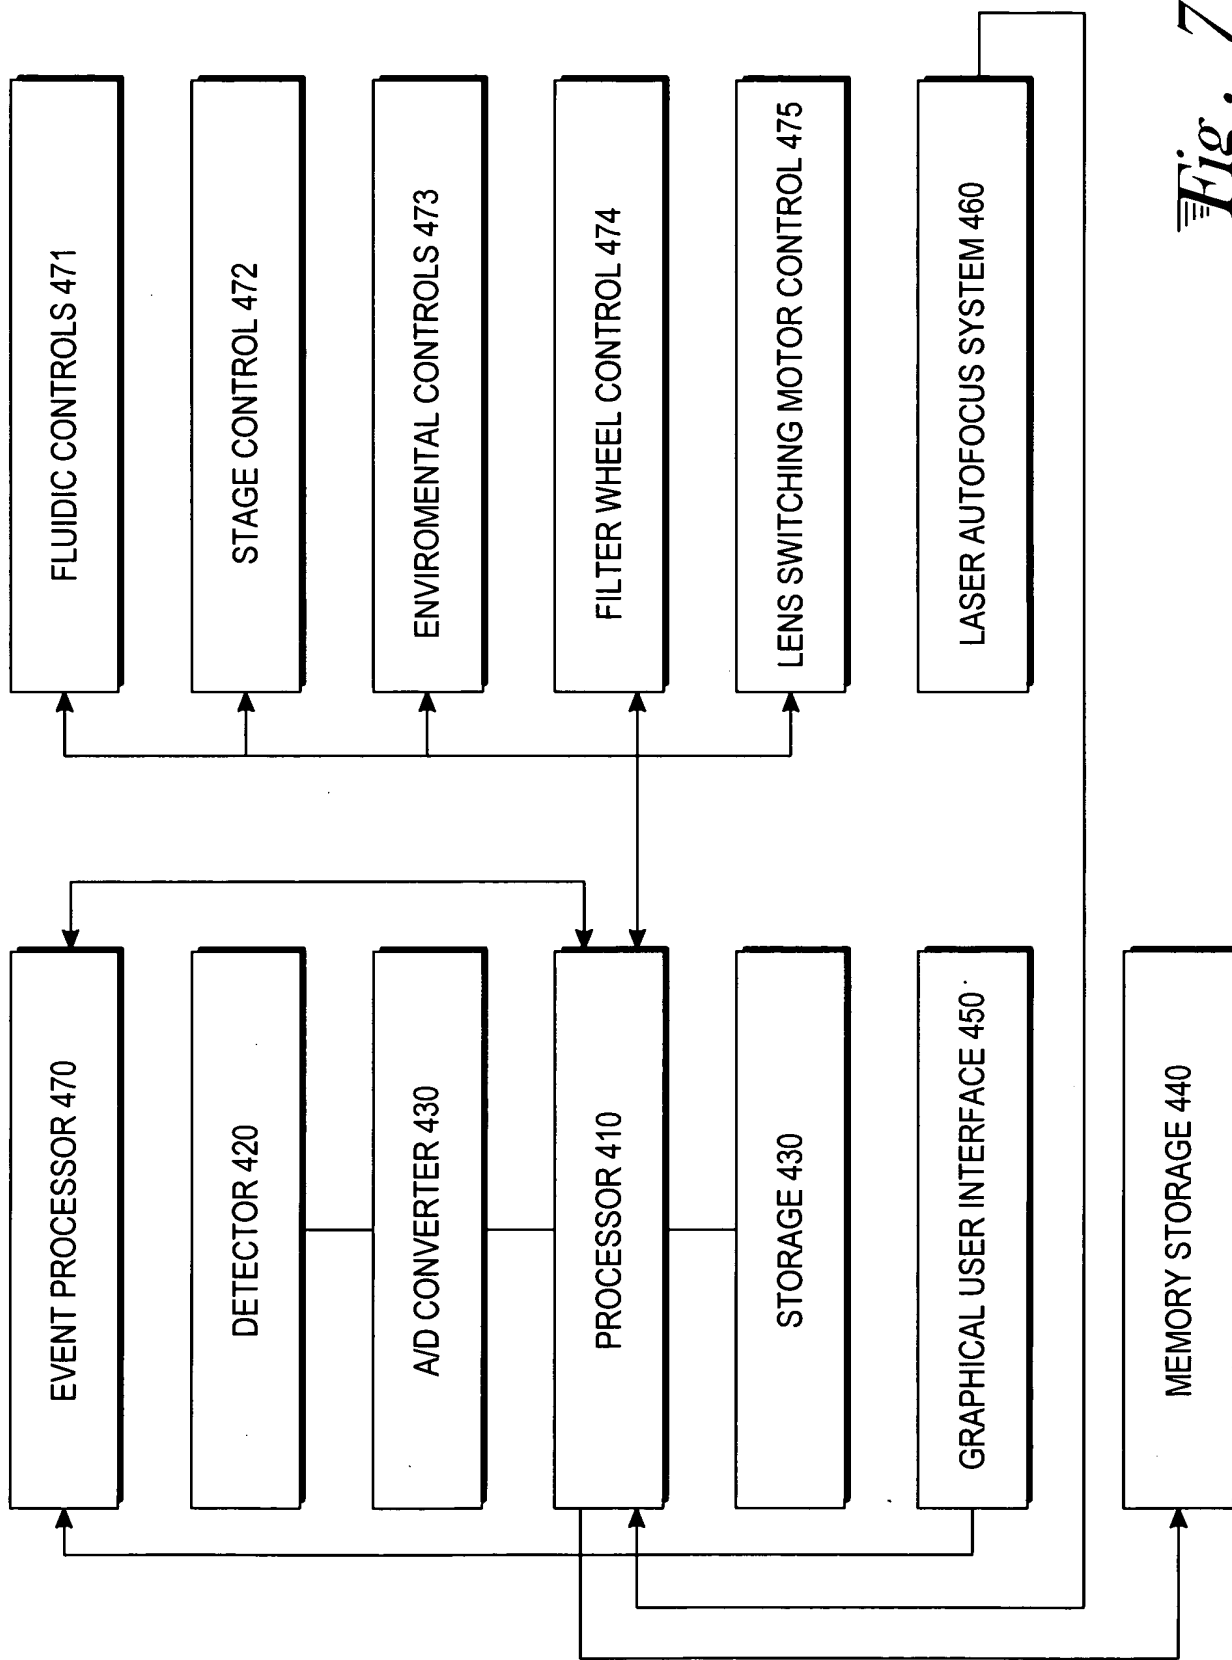 EVENT PROCESSOR 470
DETECTOR 420
A/D CONVERTER 430
PROCESSOR 410
STORAGE 430
GRAPHICAL USER INTERFACE 450
MEMORY STORAGE 440
FLUIDIC CONTROLS 471
STAGE CONTROL 472
ENVIROMENTAL CONTROLS 473
FILTER WHEEL CONTROL 474
LENS SWITCHING MOTOR CONTROL 475
LASER AUTOFOCUS SYSTEM 460
Fig. 7